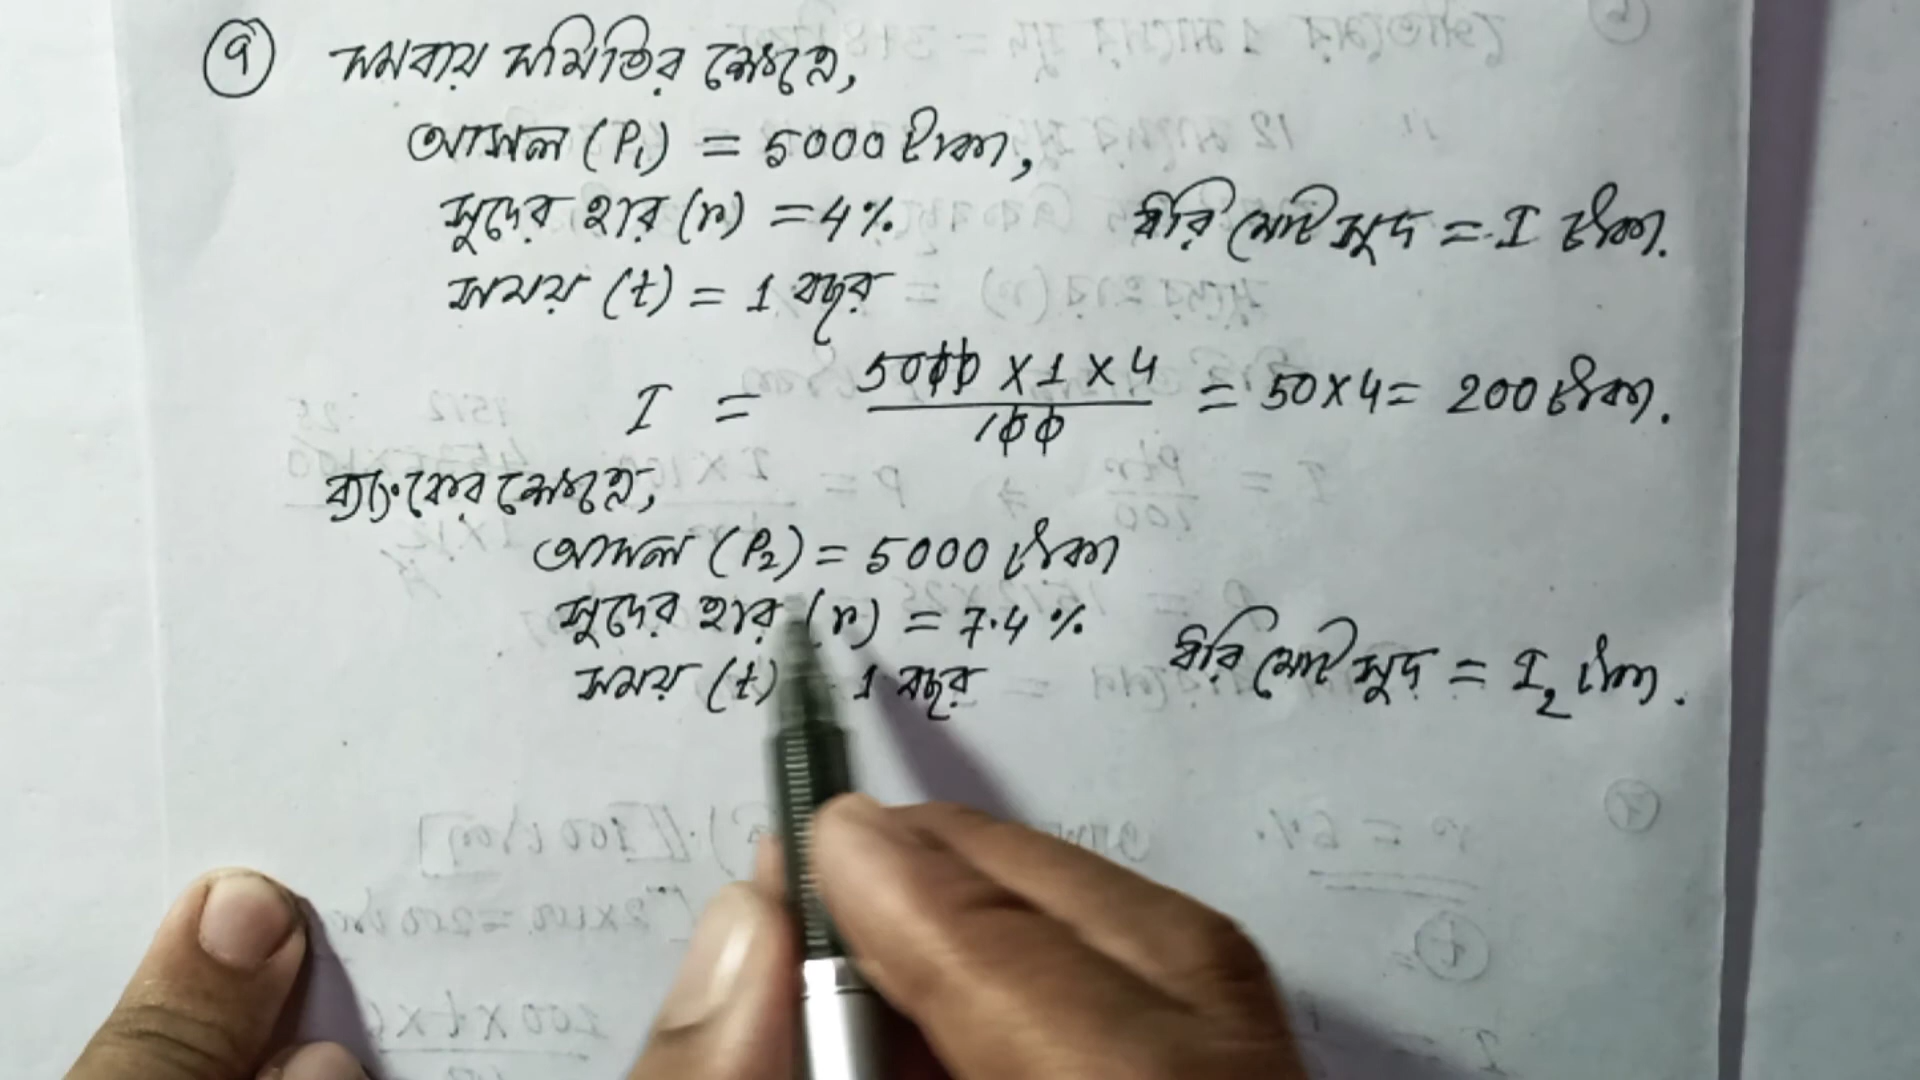 ৭ সমবায় সমিতির ক্ষেত্রে,
আসল (P₁) = 5000 টাকা,
সুদের হার (r) = 4%
ধরি মোট সুদ = I টাকা.
সময় (t) = 1 বছর
I = 5000 X 1 X 4 / 100 = 50 X 4 = 200 টাকা.
ব্যাংকের ক্ষেত্রে,
আসল (P₂) = 5000 টাকা
সুদের হার (r) = 7.4 %
সময় (t) 1 বছর
ধরি মোট সুদ = I₂ টাকা.